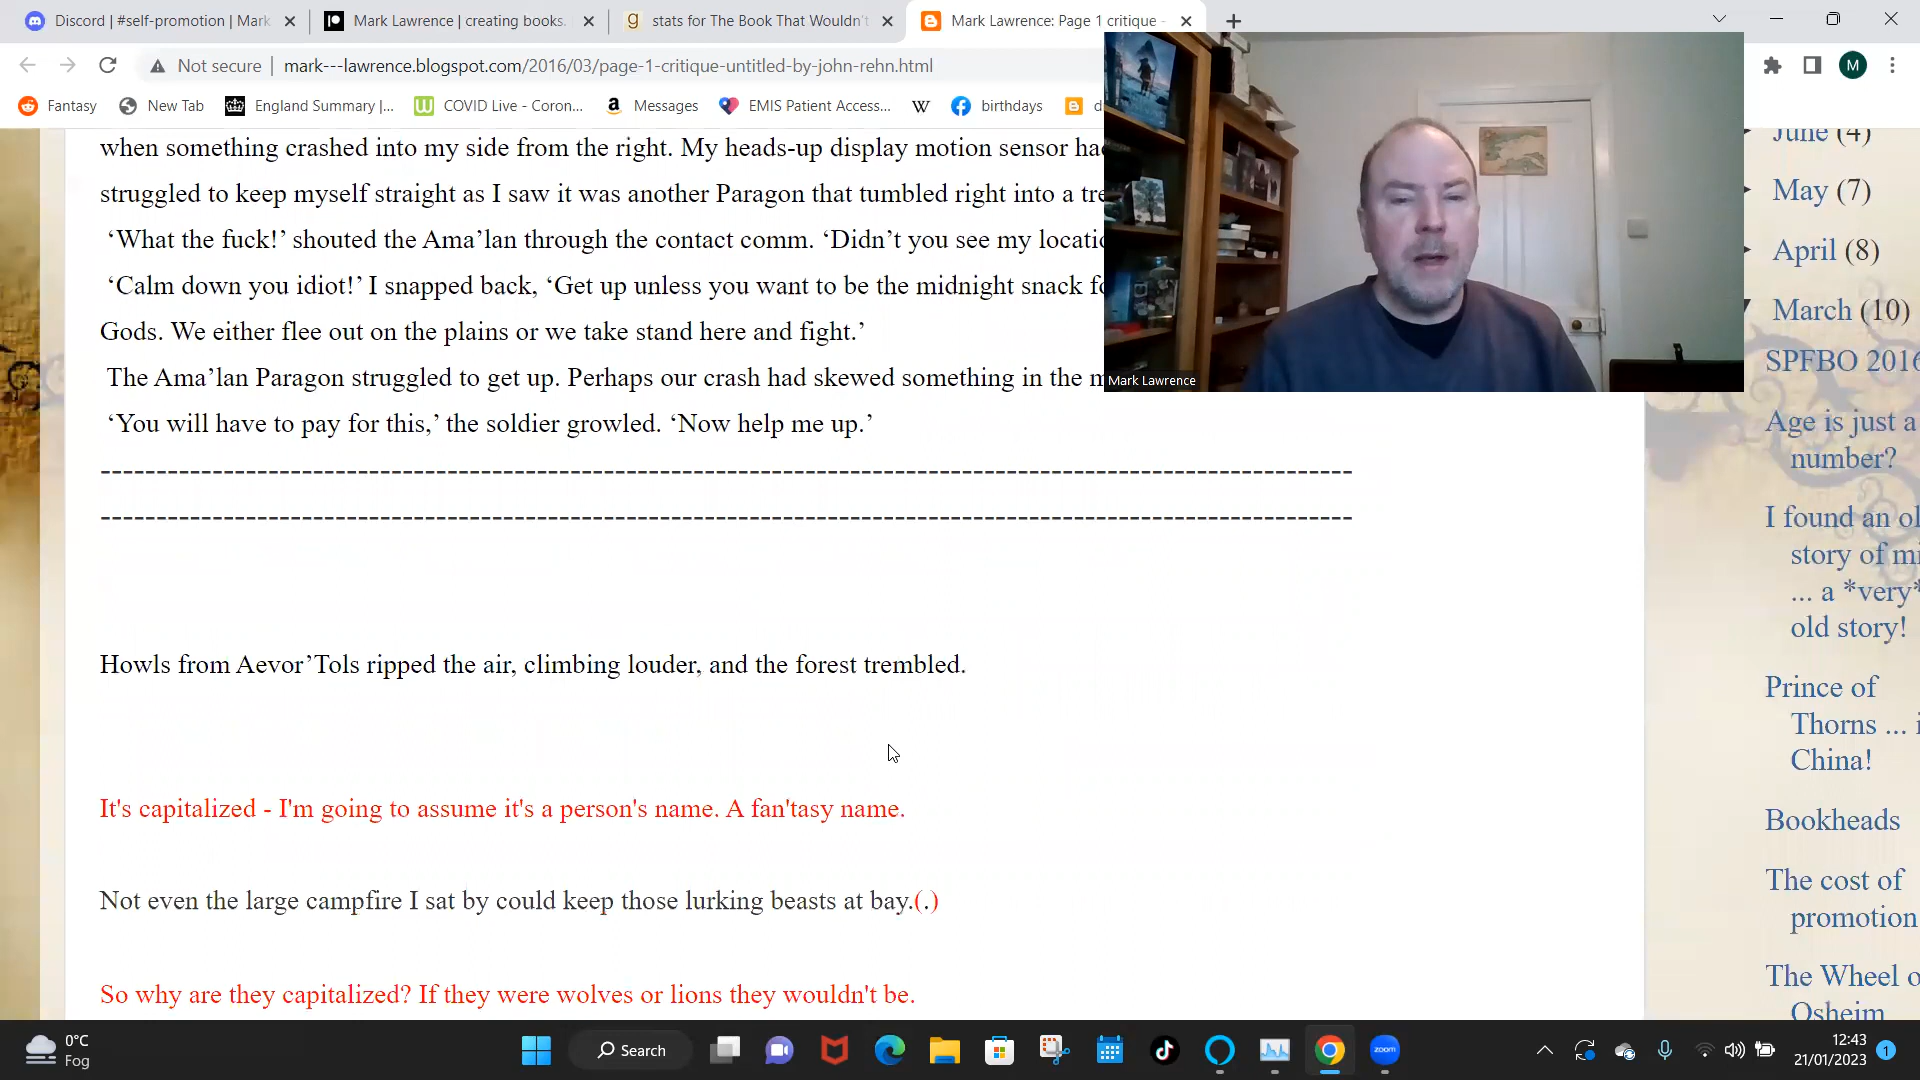 Discord | #self-promotion | Mark
Mark Lawrence | creating books.
stats for The Book That Wouldn't
Mark Lawrence: Page 1 critique -
Not secure
mark---lawrence.blogspot.com/2016/03/page-1-critique-untitled-by-john-rehn.html
M
Fantasy
New Tab
England Summary |...
COVID Live - Coron...
Messages
EMIS Patient Access...
W
birthdays
when something crashed into my side from the right. My heads-up display motion sensor had
struggled to keep myself straight as I saw it was another Paragon that tumbled right into a tre
‘What the fuck!’ shouted the Ama’lan through the contact comm. ‘Didn’t you see my locatio
‘Calm down you idiot!’ I snapped back, ‘Get up unless you want to be the midnight snack fo
Gods. We either flee out on the plains or we take stand here and fight.’
The Ama’lan Paragon struggled to get up. Perhaps our crash had skewed something in the m
‘You will have to pay for this,’ the soldier growled. ‘Now help me up.’
Howls from Aevor’Tols ripped the air, climbing louder, and the forest trembled.
It's capitalized - I'm going to assume it's a person's name. A fan'tasy name.
Not even the large campfire I sat by could keep those lurking beasts at bay.(.)
So why are they capitalized? If they were wolves or lions they wouldn't be.
Mark Lawrence
June (4)
May (7)
April (8)
March (10)
SPFBO 2016
Age is just a
number?
I found an ol
story of mi
... a *very*
old story!
Prince of
Thorns ... i
China!
Bookheads
The cost of
promotion
The Wheel o
Osheim
0°C
Fog
Search
zoom
12:43
21/01/2023
1